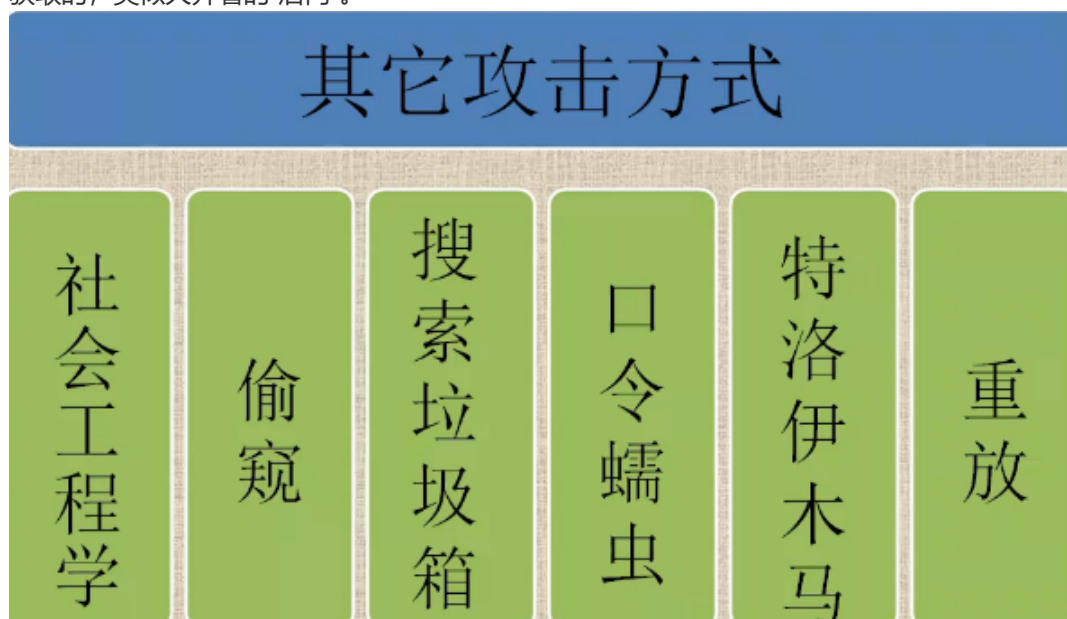 其它攻击方式
社会工程学
偷窥
搜索垃圾箱
口令蠕虫
特洛伊木马
重放